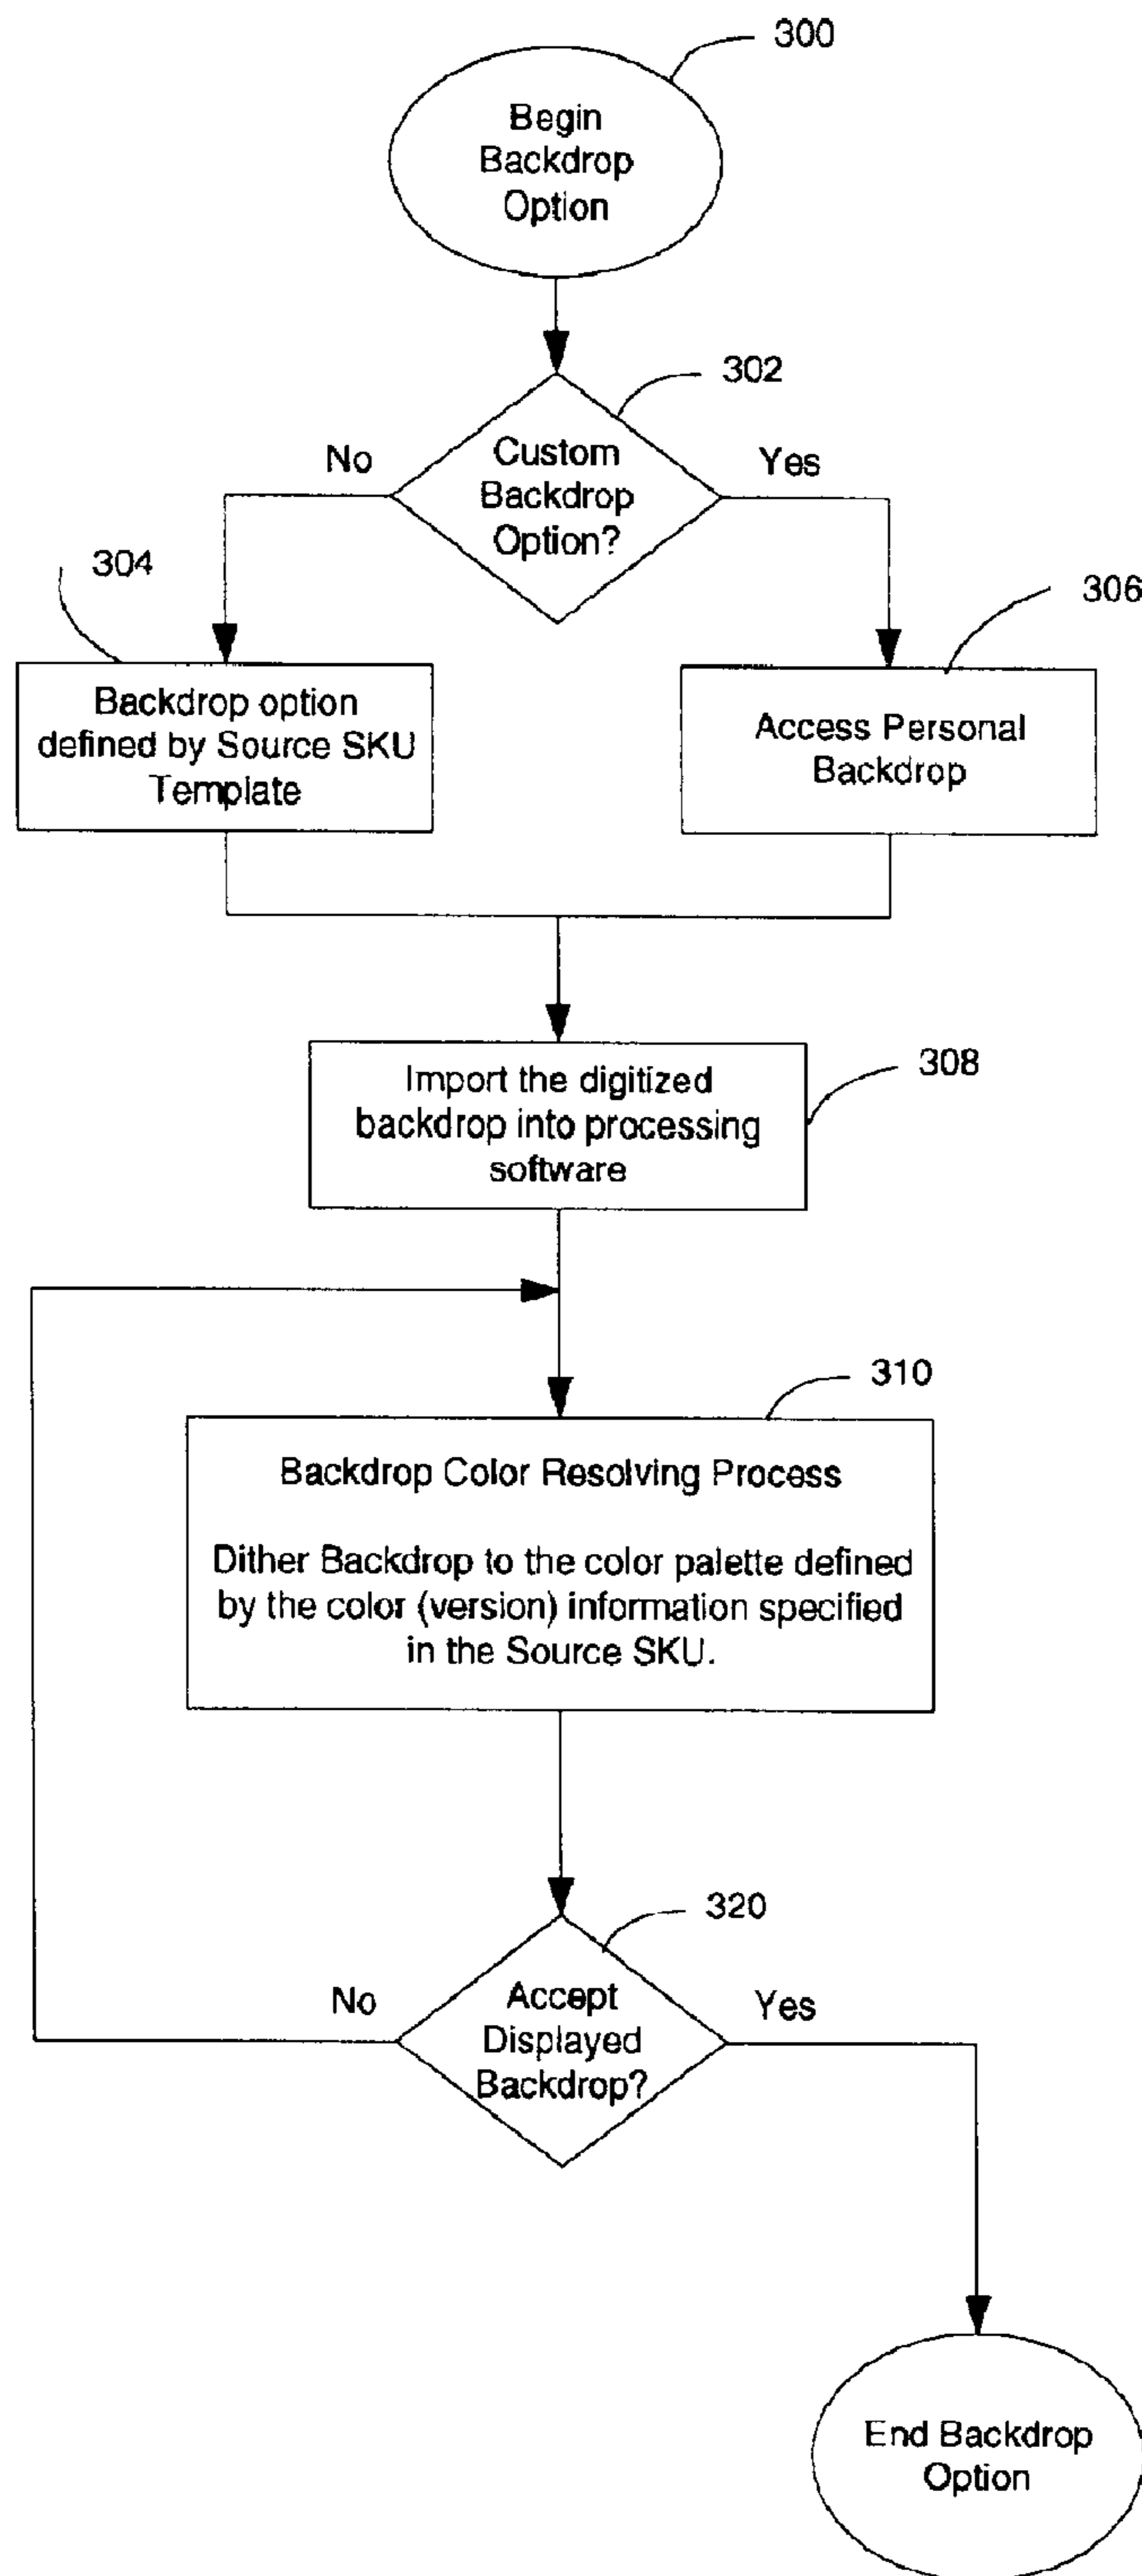 300
Begin
Backdrop
Option
302
No
Custom
Backdrop
Option?
Yes
304
306
Backdrop option
defined by Source SKU
Template
Access Personal
Backdrop
308
Import the digitized
backdrop into processing
software
310
Backdrop Color Resolving Process
Dither Backdrop to the color palette defined
by the color (version) information specified
in the Source SKU.
320
No
Accept
Displayed
Backdrop?
Yes
End Backdrop
Option